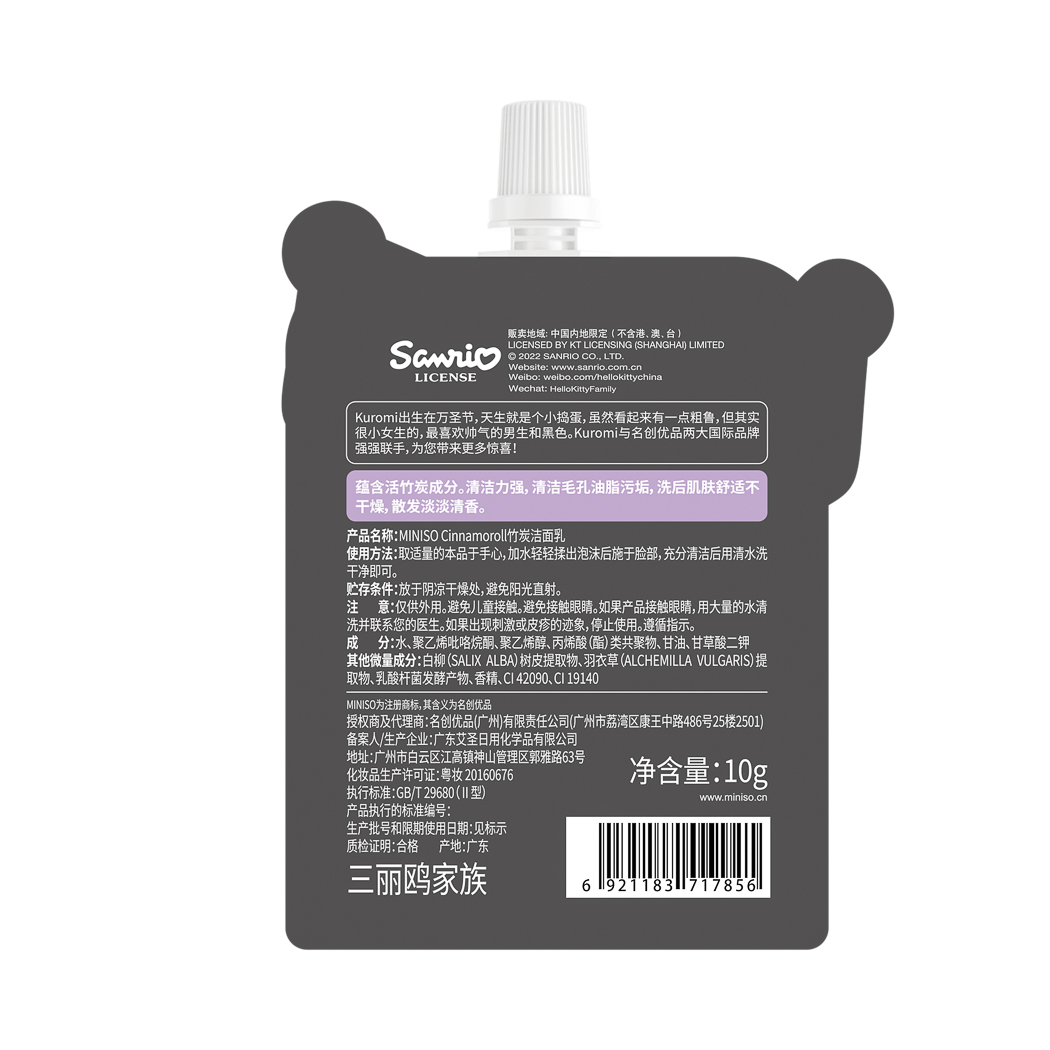 贩卖地域: 中国内地限定 ( 不含港、澳、台 )
LICENSED BY KT LICENSING (SHANGHAI) LIMITED
© 2022 SANRIO CO., LTD.
Website: www.sanrio.com.cn
Weibo: weibo.com/hellokittychina
Wechat: HelloKittyFamily
Sanrio
LICENSE
Kuromi出生在万圣节，天生就是个小捣蛋，虽然看起来有一点粗鲁，但其实
很小女生的，最喜欢帅气的男生和黑色。Kuromi与名创优品两大国际品牌
强强联手，为您带来更多惊喜！
蕴含活竹炭成分。清洁力强，清洁毛孔油脂污垢，洗后肌肤舒适不
干燥，散发淡淡清香。
产品名称：MINISO Cinnamoroll竹炭洁面乳
使用方法：取适量的本品于手心，加水轻轻揉出泡沫后施于脸部，充分清洁后用清水洗
干净即可。
贮存条件：放于阴凉干燥处，避免阳光直射。
注 意：仅供外用。避免儿童接触。避免接触眼睛。如果产品接触眼睛，用大量的水清
洗并联系您的医生。如果出现刺激或皮疹的迹象，停止使用。遵循指示。
成 分：水、聚乙烯吡咯烷酮、聚乙烯醇、丙烯酸（酯）类共聚物、甘油、甘草酸二钾
其他微量成分：白柳（SALIX ALBA）树皮提取物、羽衣草（ALCHEMILLA VULGARIS）提
取物、乳酸杆菌发酵产物、香精、CI 42090、CI 19140
MINISO为注册商标，其含义为名创优品
授权商及代理商：名创优品(广州)有限责任公司(广州市荔湾区康王中路486号25楼2501)
备案人/生产企业：广东艾圣日用化学品有限公司
地址：广州市白云区江高镇神山管理区郭雅路63号
化妆品生产许可证：粤妆 20160676
执行标准：GB/T 29680（Ⅱ型）
产品执行的标准编号：
生产批号和限期使用日期：见标示
质检证明：合格 产地：广东
三丽鸥家族
净含量：10g
www.miniso.cn
6 921183 717856